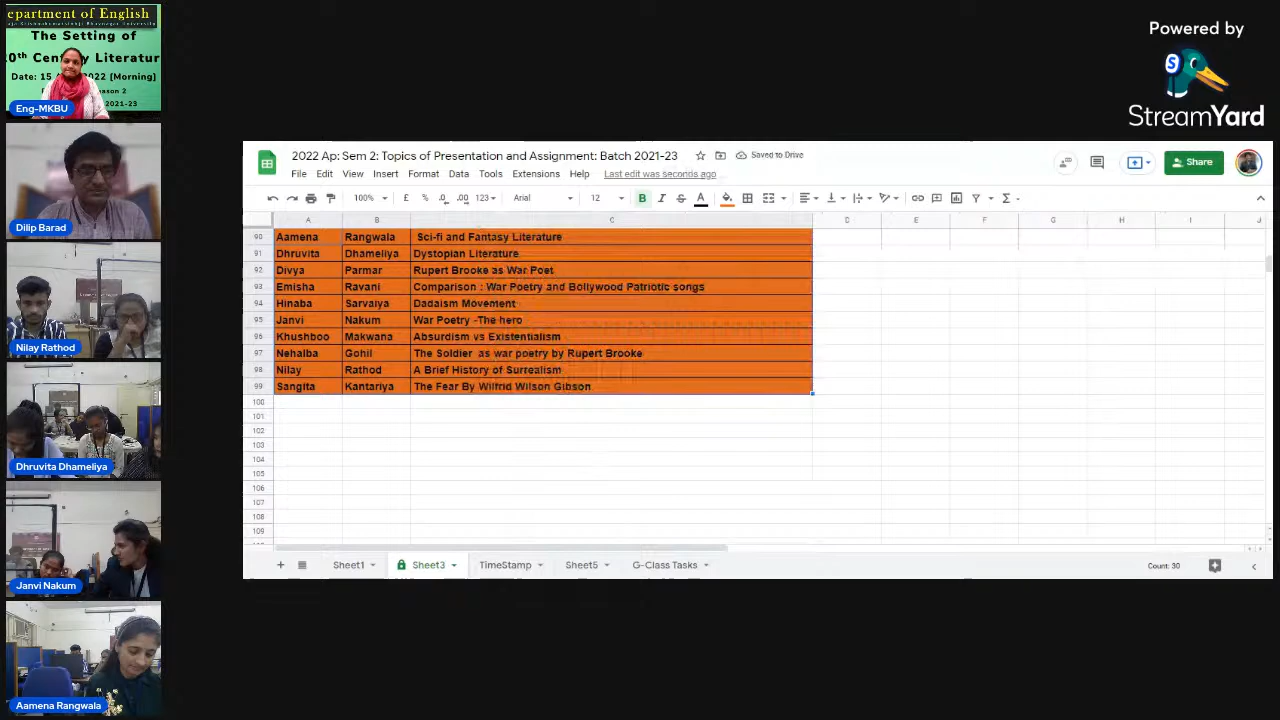 epartment of English
The Setting of
0th Century Literatur
Date: 15
2022 (Morning)
eason 2
2021-23
Eng-MKBU
Dilip Barad
Nilay Rathod
Dhruvita Dhameliya
Janvi Nakum
Aamena Rangwala
Powered by
StreamYard
2022 Ap: Sem 2: Topics of Presentation and Assignment: Batch 2021-23
Saved to Drive
Share
File Edit View Insert Format Data Tools Extensions Help Last edit was seconds ago
100% £ % .0 .00 123 Arial 12 B I S A
A B C D E F G H I J
90 Aamena Rangwala Sci-fi and Fantasy Literature
91 Dhruvita Dhameliya Dystopian Literature
92 Divya Parmar Rupert Brooke as War Poet
93 Emisha Ravani Comparison : War Poetry and Bollywood Patriotic songs
94 Hinaba Sarvaiya Dadaism Movement
95 Janvi Nakum War Poetry -The hero
96 Khushboo Makwana Absurdism vs Existentialism
97 Nehalba Gohil The Soldier as war poetry by Rupert Brooke
98 Nilay Rathod A Brief History of Surrealism
99 Sangita Kantariya The Fear By Wilfrid Wilson Gibson
100
101
102
103
104
105
106
107
108
109
+ Sheet1 Sheet3 TimeStamp Sheet5 G-Class Tasks Count: 30